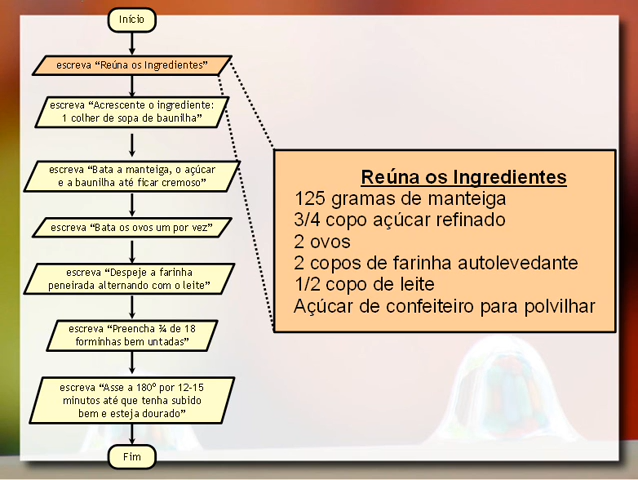 Início
escreva “Reúna os Ingredientes”
escreva “Acrescente o ingrediente:
1 colher de sopa de baunilha”
escreva “Bata a manteiga, o açúcar
e a baunilha até ficar cremoso”
escreva “Bata os ovos um por vez”
escreva “Despeje a farinha
peneirada alternando com o leite”
escreva “Preencha ¾ de 18
formínhas bem untadas”
escreva “Asse a 180º por 12-15
minutos até que tenha subido
bem e esteja dourado”
Fim
Reúna os Ingredientes
125 gramas de manteiga
3/4 copo açúcar refinado
2 ovos
2 copos de farinha autolevedante
1/2 copo de leite
Açúcar de confeiteiro para polvilhar